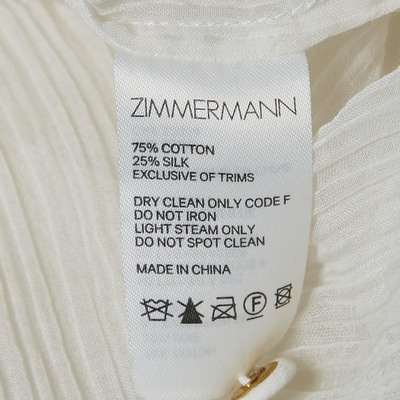 ZIMMERMANN
75% COTTON
25% SILK
EXCLUSIVE OF TRIMS
DRY CLEAN ONLY CODE F
DO NOT IRON
LIGHT STEAM ONLY
DO NOT SPOT CLEAN
MADE IN CHINA
F